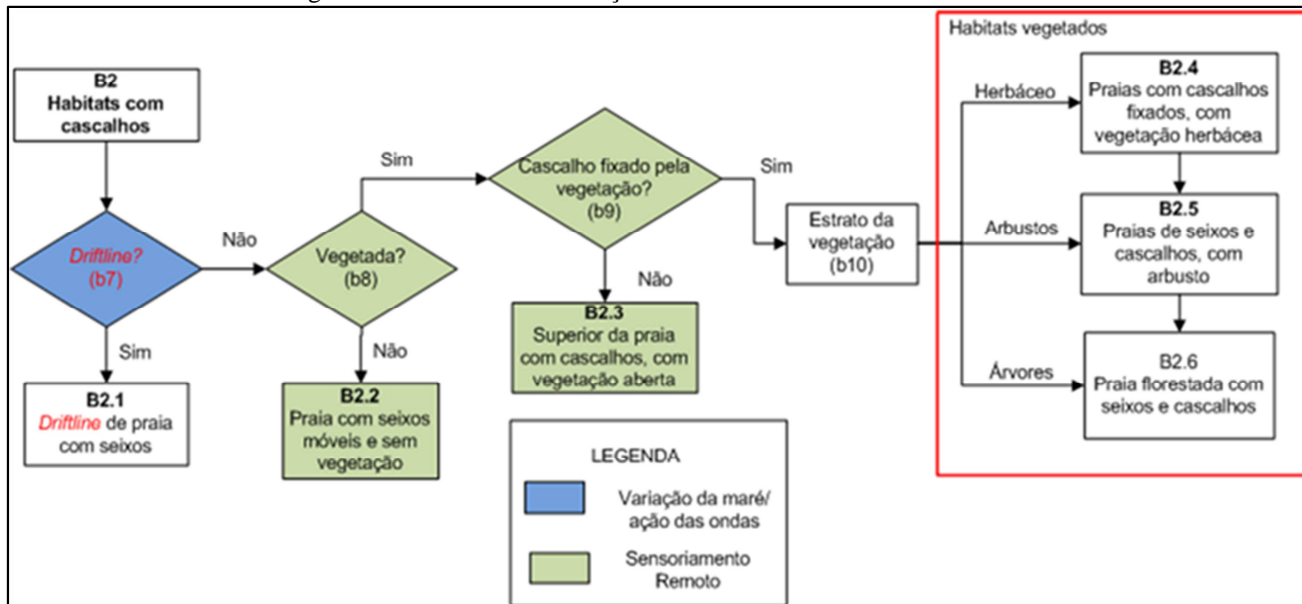 B2
Habitats com
cascalhos
Driftline?
(b7)
Sim
B2.1
Driftline de praia
com seixos
Não
Vegetada?
(b8)
Não
B2.2
Praia com seixos
móveis e sem
vegetação
Sim
Cascalho fixado pela
vegetação?
(b9)
Não
B2.3
Superior da praia
com cascalhos, com
vegetação aberta
Sim
Estrato da
vegetação
(b10)
Habitats vegetados
Herbáceo
B2.4
Praias com cascalhos
fixados, com
vegetação herbácea
Arbustos
B2.5
Praias de seixos e
cascalhos, com
arbusto
Árvores
B2.6
Praia florestada com
seixos e cascalhos
LEGENDA
Variação da maré/
ação das ondas
Sensoriamento
Remoto